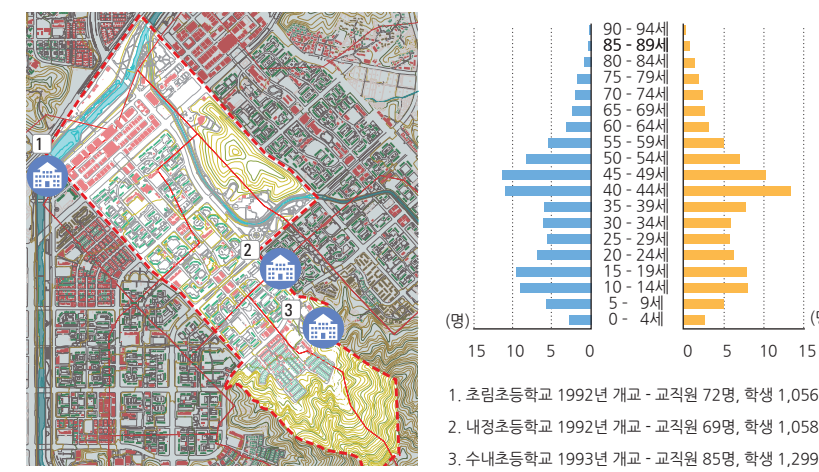 1
2
3
90 - 94세
85 - 89세
80 - 84세
75 - 79세
70 - 74세
65 - 69세
60 - 64세
55 - 59세
50 - 54세
45 - 49세
40 - 44세
35 - 39세
30 - 34세
25 - 29세
20 - 24세
15 - 19세
10 - 14세
5 - 9세
0 - 4세
(명)
15 10 5 0 0 5 10 15
1. 초림초등학교 1992년 개교 - 교직원 72명, 학생 1,056
2. 내정초등학교 1992년 개교 - 교직원 69명, 학생 1,058
3. 수내초등학교 1993년 개교 - 교직원 85명, 학생 1,299